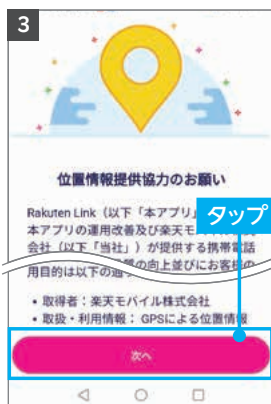 3
位置情報提供協力のお願い
Rakuten Link（以下「本アプリ」
タップ
本アプリの運用改善及び楽天モ
会社（以下「当社」）が提供する携帯電話
の向上並びにお客様の
用目的は以下の通り
• 取得者：楽天モバイル株式会社
• 取扱・利用情報： GPSによる位置情報
次へ